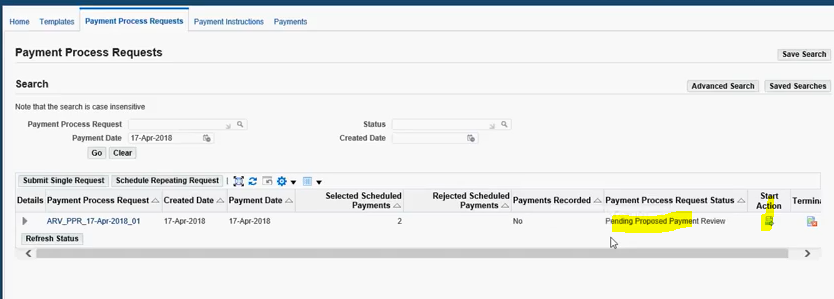 Home Templates Payment Process Requests Payment Instructions Payments
Payment Process Requests
Save Search
Search
Advanced Search Saved Searches
Note that the search is case insensitive
Payment Process Request Status
Payment Date 17-Apr-2018 Created Date
Go Clear
Submit Single Request Schedule Repeating Request
Details Payment Process Request Created Date Payment Date Selected Scheduled Payments Rejected Scheduled Payments Payments Recorded Payment Process Request Status Start Action Termina
ARV_PPR_17-Apr-2018_01 17-Apr-2018 17-Apr-2018 2 No Pending Proposed Payment Review
Refresh Status